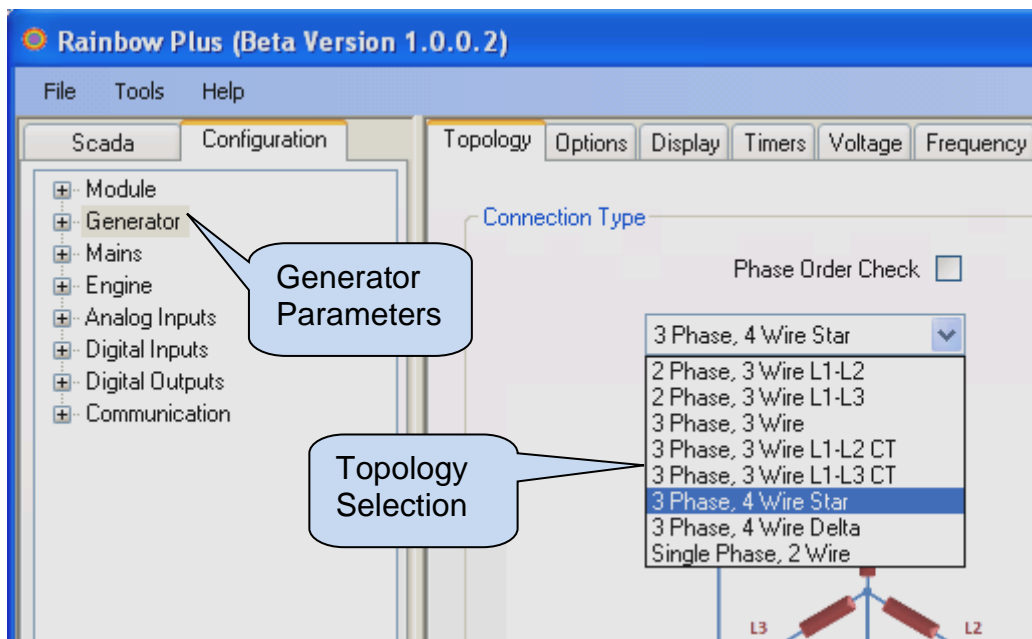 Rainbow Plus (Beta Version 1.0.0.2)
File Tools Help
Scada Configuration
Topology Options Display Timers Voltage Frequency
Module
Generator
Mains
Engine
Analog Inputs
Digital Inputs
Digital Outputs
Communication
Generator
Parameters
Connection Type
Phase Order Check
3 Phase, 4 Wire Star
2 Phase, 3 Wire L1-L2
2 Phase, 3 Wire L1-L3
3 Phase, 3 Wire
3 Phase, 3 Wire L1-L2 CT
3 Phase, 3 Wire L1-L3 CT
3 Phase, 4 Wire Star
3 Phase, 4 Wire Delta
Single Phase, 2 Wire
Topology
Selection
L3 L2